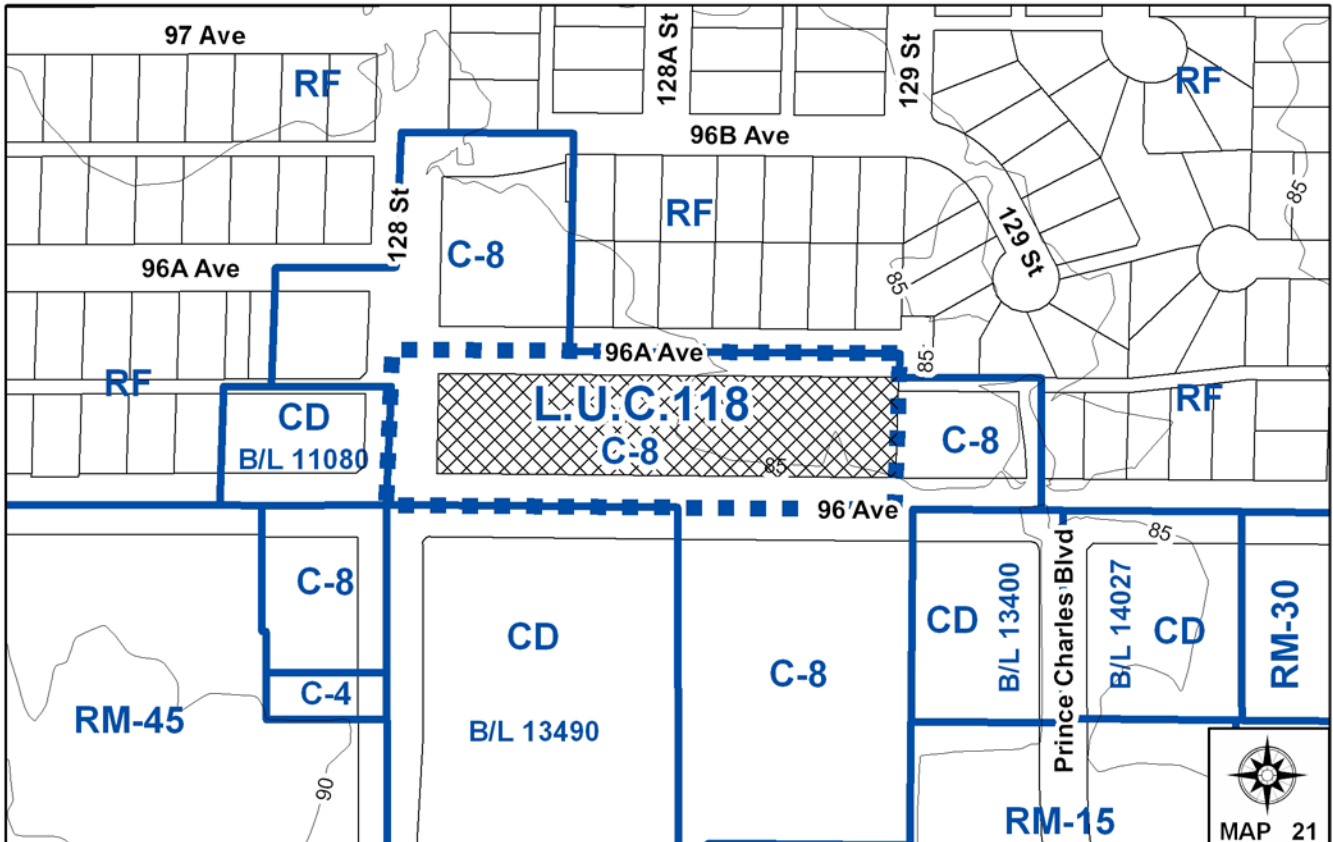 97 Ave
RF
128A St
129 St
RF
96B Ave
128 St
RF
85
C-8
129 St
96A Ave
85
96A Ave
85
RF
L.U.C.118
RF
CD
C-8
C-8
B/L 11080
85
96 Ave
85
C-8
CD
CD
B/L 13400
Prince Charles Blvd
B/L 14027
CD
RM-30
C-8
C-4
RM-45
B/L 13490
90
RM-15
MAP 21